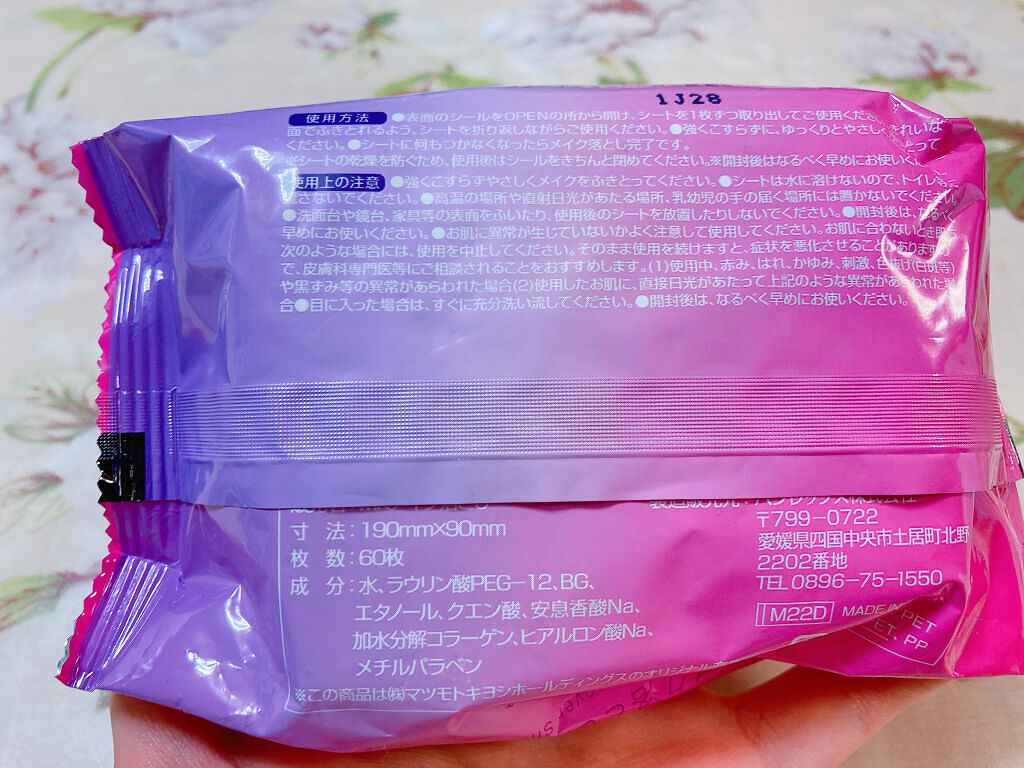 1J28
使用方法 ●表面のシールをOPENの所から開け、シートを1枚ずつ取り出してご使用くだ
面でふきとれるよう、シートを折り返しながらご使用ください。●強くこすらずに、ゆっくりとやさしく きれいな
ください。●シートに何もつかなくなったらメイク落とし完了です。 とって
※シートの乾燥を防ぐため、使用後はシールをきちんと閉めてください。※開封後はなるべく早めにお使いくだ
使用上の注意 ●強くこすらずやさしくメイクをふきとってください。●シートは水に溶けないので、トイレ
さないでください。●高温の場所や直射日光があたる場所、乳幼児の手の届く場所には置かないでください。
●洗面台や鏡台、家具等の表面をふいたり、使用後のシートを放置したりしないでください。●開封後は、なるべく
早めにお使いください。●お肌に異常が生じていないかよく注意して使用してください。お肌に合わないとき即ち
次のような場合には、使用を中止してください。そのまま使用を続けますと、症状を悪化させることがあります
で、皮膚科専門医等にご相談されることをおすすめします。(1)使用中、赤み、はれ、かゆみ、刺激、色抜け(白斑等)
や黒ずみ等の異常があらわれた場合(2)使用したお肌に、直接日光があたって上記のような異常があらわれた場
合●目に入った場合は、すぐに充分洗い流してください。●開封後は、なるべく早めにお使いください。
寸 法:190mm×90mm
枚 数:60枚
成 分:水、ラウリン酸PEG-12、BG、
エタノール、クエン酸、安息香酸Na、
加水分解コラーゲン、ヒアルロン酸Na、
メチルパラベン
※この商品は㈱マツモトキヨシホールディングスのオリジナル
株式会社
〒799-0722
愛媛県四国中央市土居町北野
2202番地
TEL0896-75-1550
M22D MADE IN
PET
ET, PP